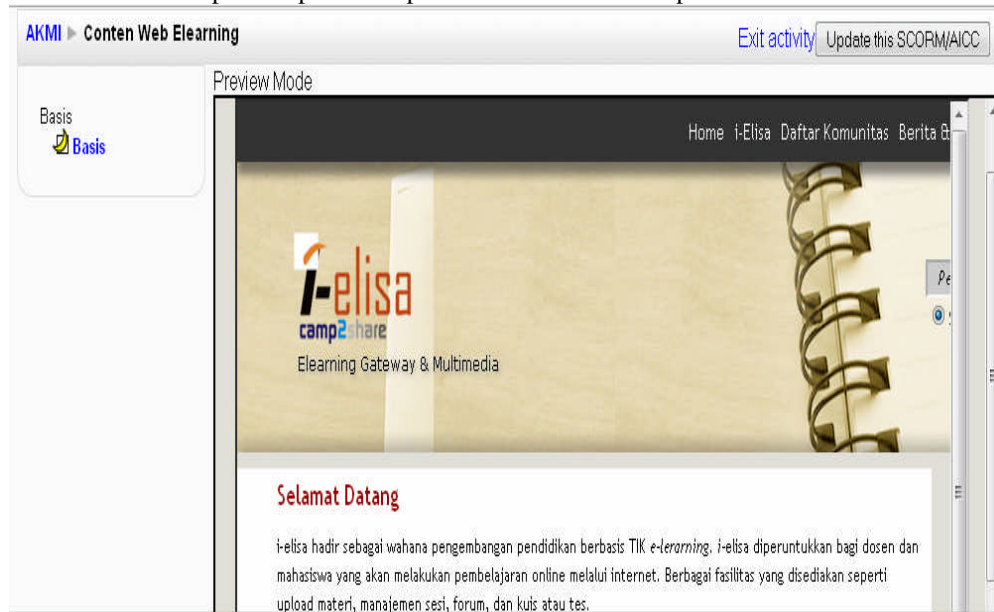 AKMI ► Conten Web Elearning
Exit activity Update this SCORM/AICC
Preview Mode
Basis
Basis
Home i-Elisa Daftar Komunitas Berita &
i-elisa
camp2share
Elearning Gateway & Multimedia
Pe
Selamat Datang
i-elisa hadir sebagai wahana pengembangan pendidikan berbasis TIK e-lerarning. i-elisa diperuntukkan bagi dosen dan
mahasiswa yang akan melakukan pembelajaran online melalui internet. Berbagai fasilitas yang disediakan seperti
upload materi, manajemen sesi, forum, dan kuis atau tes.